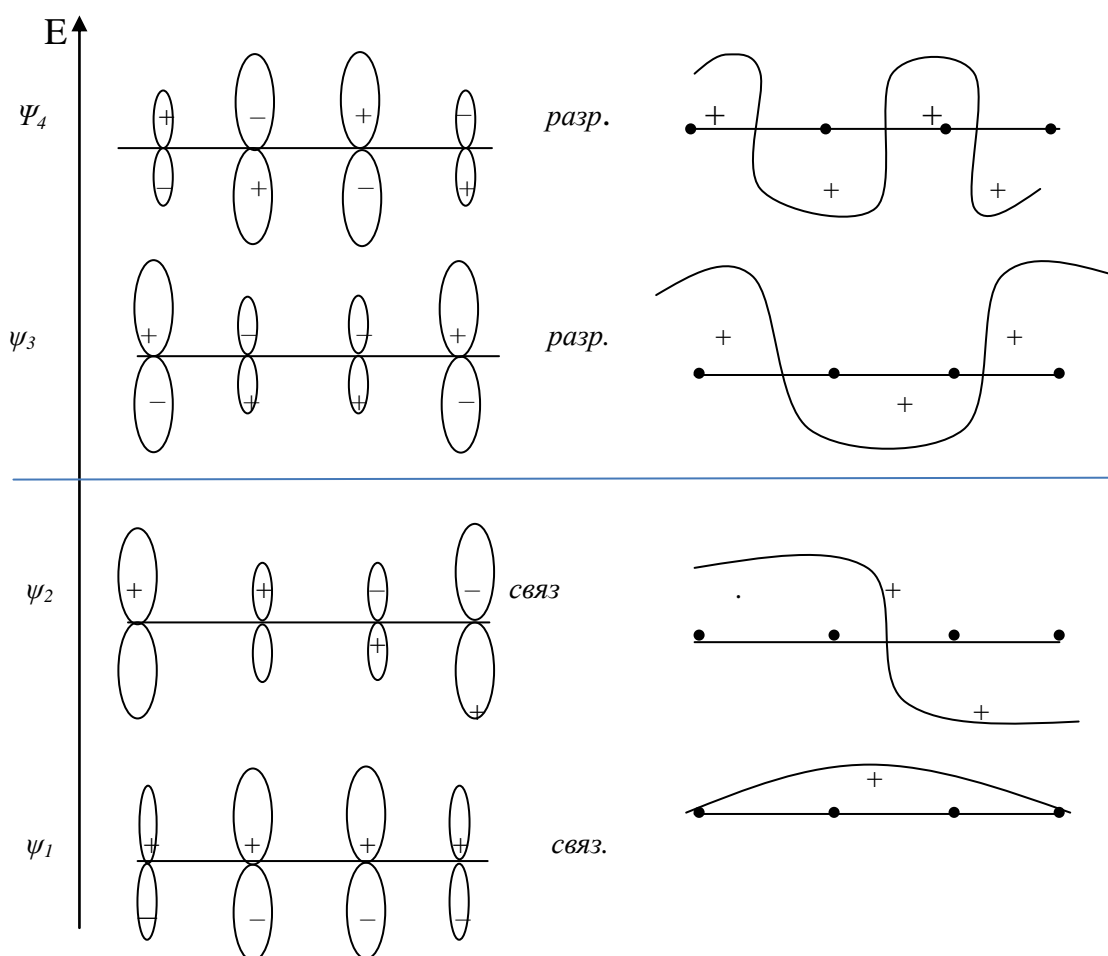 E
Ψ4 + – + – разр. + +
– + – + + +
ψ3 + – – + разр. + +
– + + – +
ψ2 + + – – связ . +
+
+ +
+
ψ1 + + + + связ.
– – – –